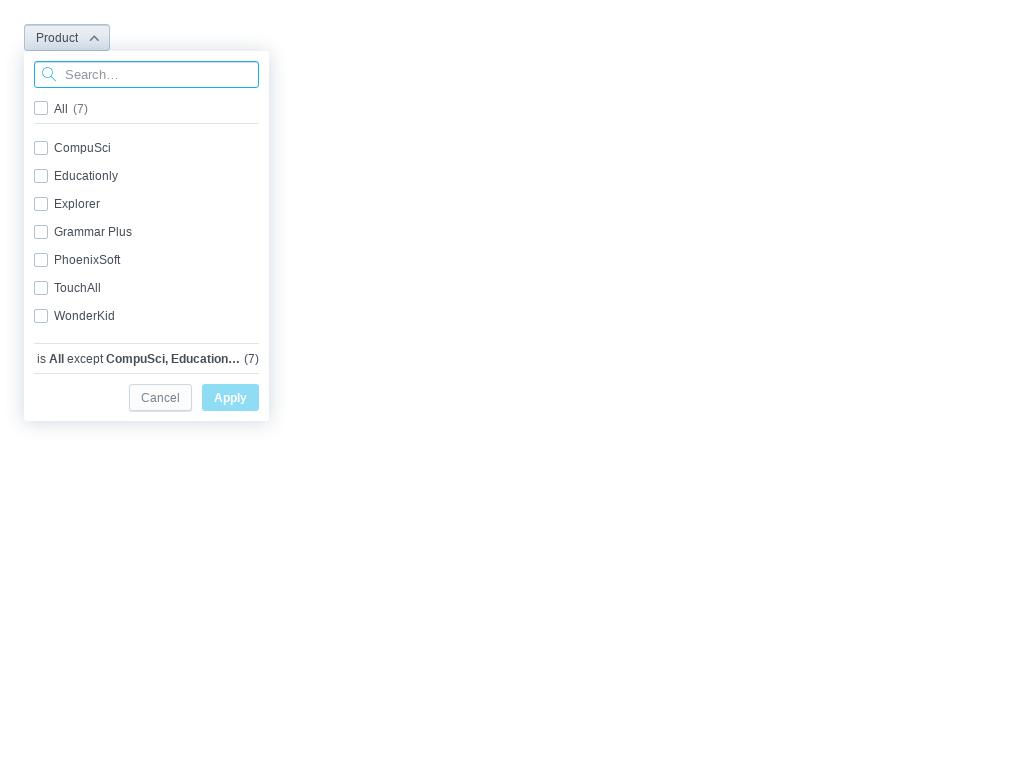 Product
Search…
All (7)
CompuSci
Educationly
Explorer
Grammar Plus
PhoenixSoft
TouchAll
WonderKid
is All except CompuSci, Education… (7)
Cancel Apply